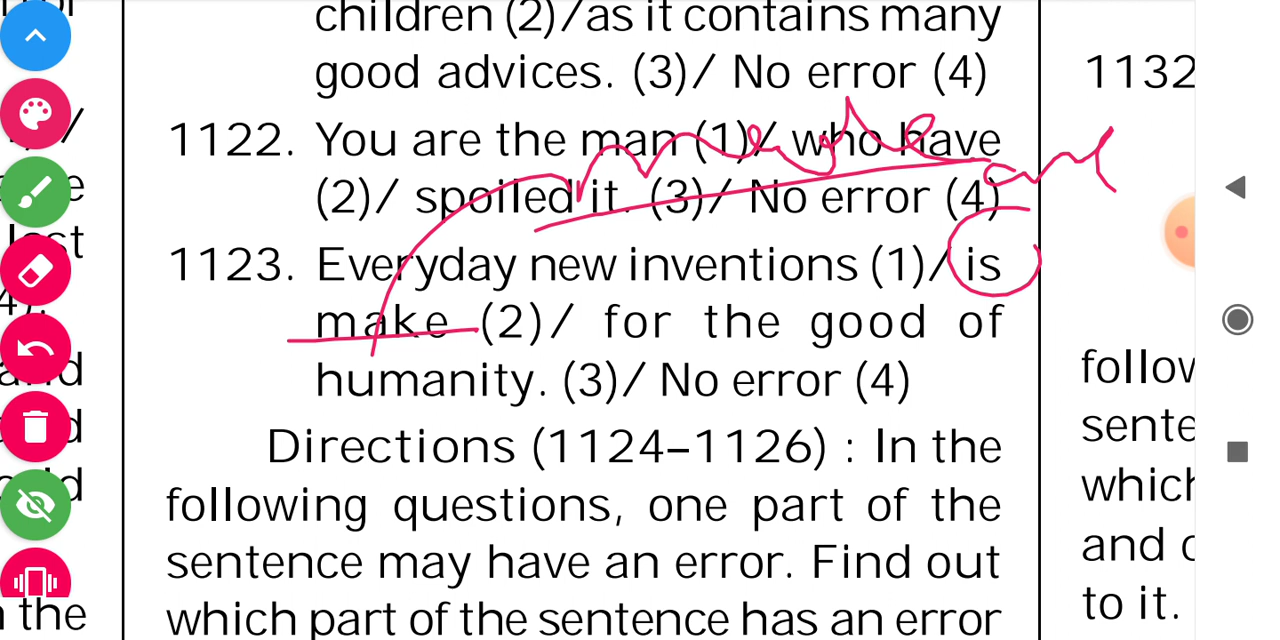 children (2)/as it contains many
good advices. (3)/ No error (4)
1122. You are the man (1)/ who have
(2)/ spoiled it. (3)/ No error (4)
1123. Everyday new inventions (1)/ is
make (2)/ for the good of
humanity. (3)/ No error (4)
Directions (1124–1126) : In the
following questions, one part of the
sentence may have an error. Find out
which part of the sentence has an error
the
1132
and
to it.
are